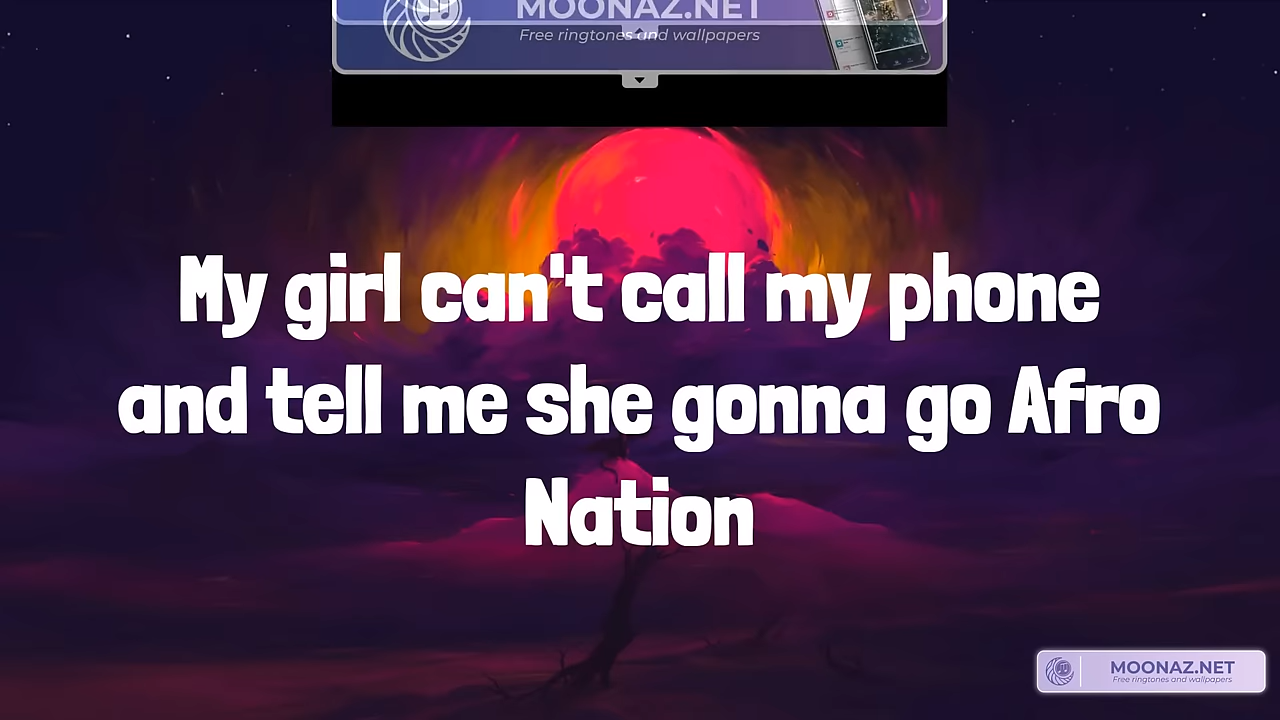 MOONAZ.NET
Free ringtones and wallpapers
My girl can't call my phone
and tell me she gonna go Afro
Nation
MOONAZ.NET
Free ringtones and wallpapers